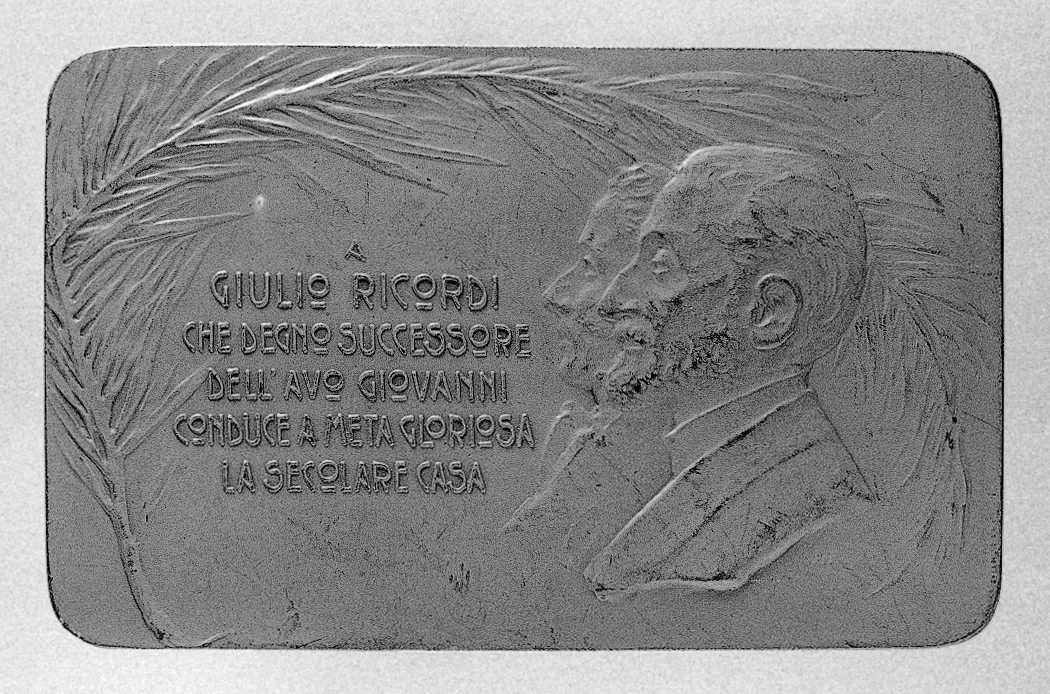 A
GIULIO RICORDI
CHE DEGNO SUCCESSORE
DELL' AVO GIOVANNI
CONDUCE A META GLORIOSA
LA SECOLARE CASA